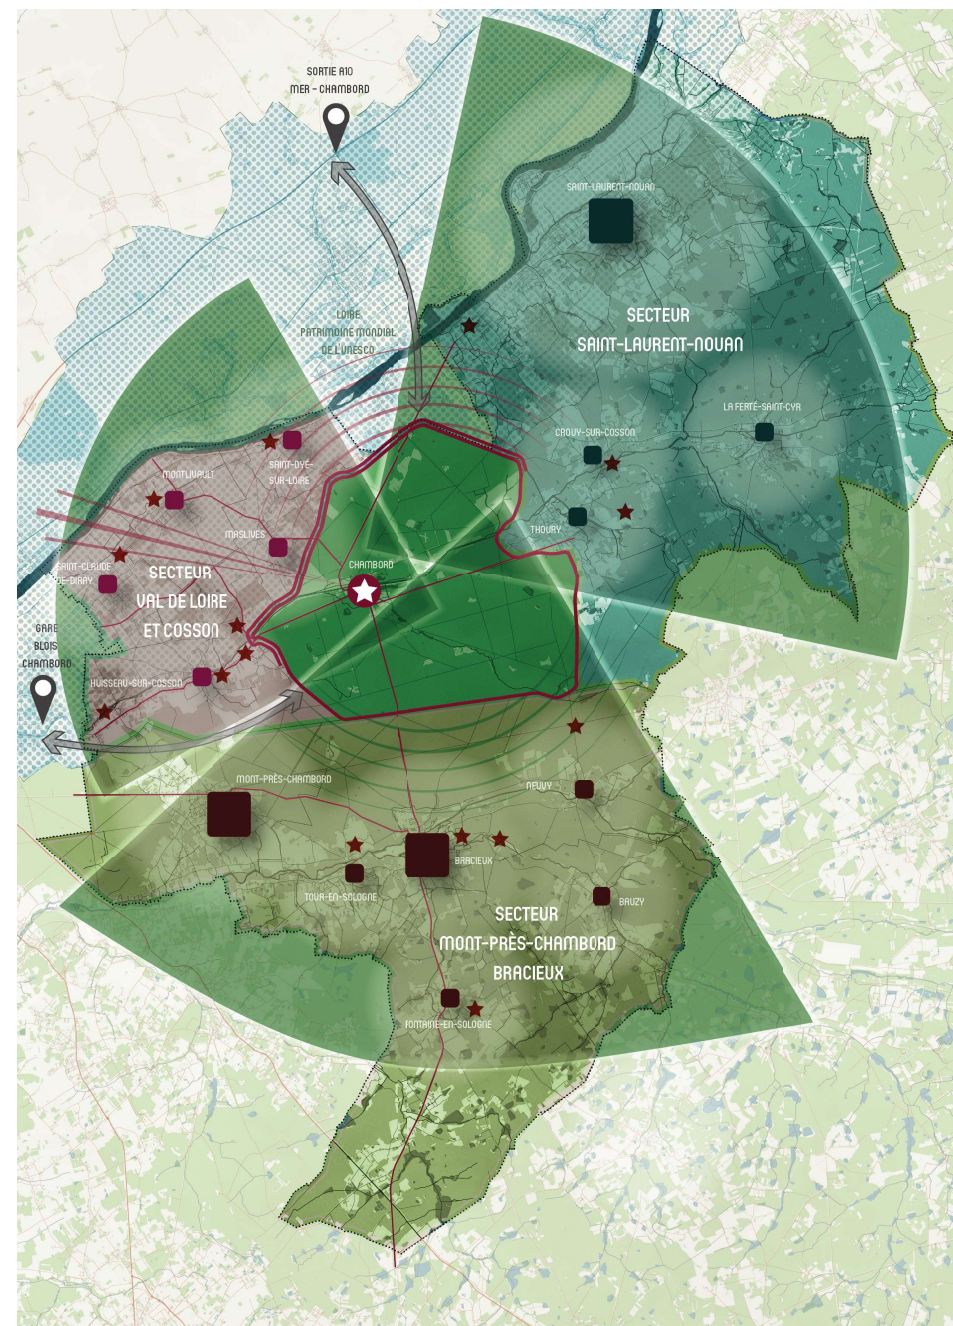 SORTIE A10
MER - CHAMBORD
SAINT-LAURENT-NOUAN
LOIRE
PATRIMOINE MONDIAL
DE L'UNESCO
SECTEUR
SAINT-LAURENT-NOUAN
LA FERTÉ-SAINT-CYR
CROUY-SUR-COSSON
SAINT-DYÉ-
SUR-LOIRE
MONTLIVAULT
THOURY
MASLIVES
CHAMBORD
SAINT-CLAUDE
DE-DIRAY
SECTEUR
VAL DE LOIRE
ET COSSON
GARE
BLOIS
CHAMBORD
HUISSEAU-SUR-COSSON
MONT-PRÈS-CHAMBORD
NEUVY
BRACIEUX
TOUR-EN-SOLOGNE
BAUZY
SECTEUR
MONT-PRÈS-CHAMBORD
BRACIEUX
FONTAINE-EN-SOLOGNE